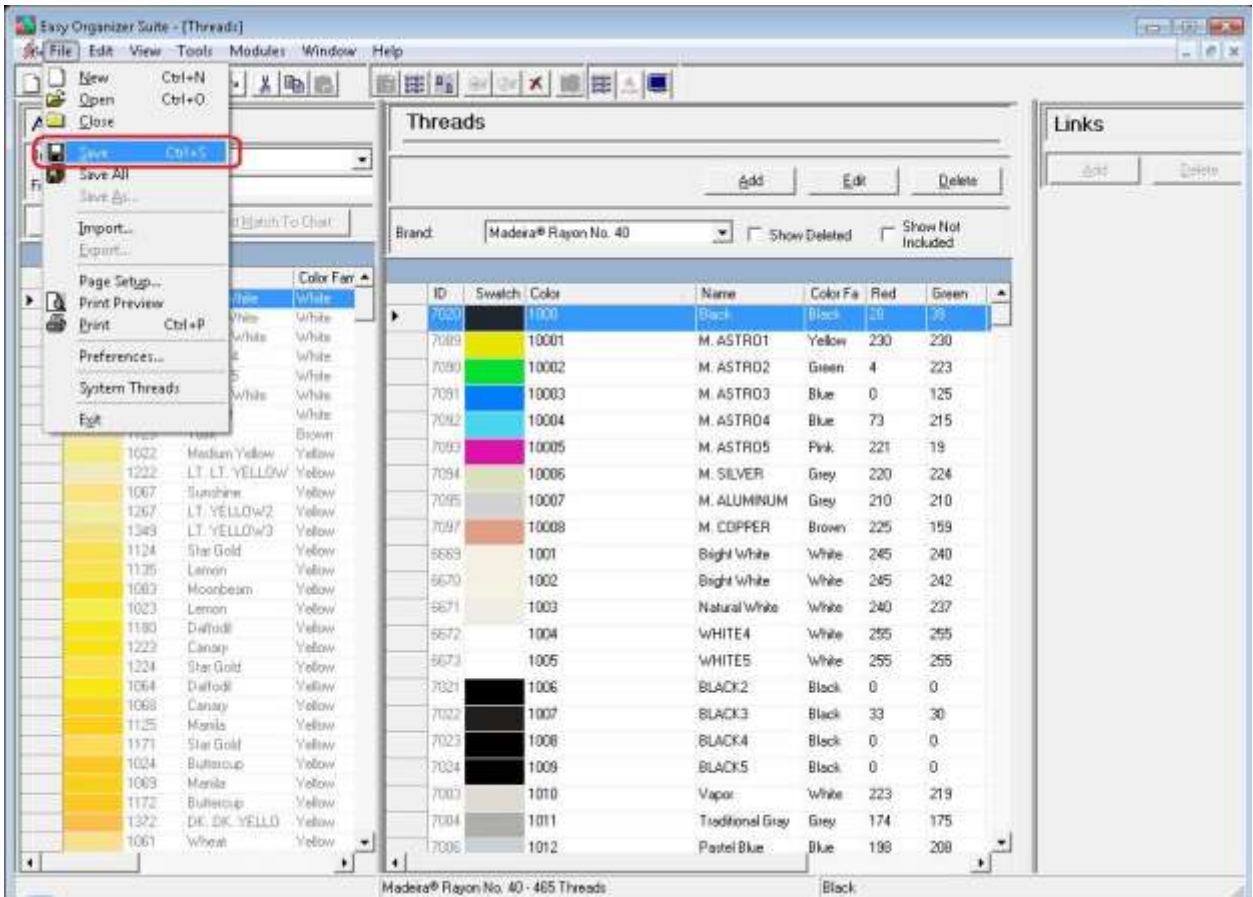 Easy Organizer Suite - [Threads]
File Edit View Tools Modules Window Help
New Ctrl+N
Open Ctrl+O
Close
Save Ctrl+S
Save All
Save As...
Import...
Export...
Page Setup...
Print Preview
Print Ctrl+P
Preferences...
System Threads
Exit
Match To Chart
Color Fam
White White
White White
White White
White
White
White White
White
Brown
1022 Medium Yellow Yellow
1222 LT. LT. YELLOW Yellow
1067 Sunshine Yellow
1267 LT. YELLOW2 Yellow
1349 LT. YELLOW3 Yellow
1124 Star Gold Yellow
1135 Lemon Yellow
1083 Moonbeam Yellow
1023 Lemon Yellow
1180 Daffodil Yellow
1223 Canary Yellow
1224 Star Gold Yellow
1064 Daffodil Yellow
1068 Canary Yellow
1125 Manila Yellow
1171 Star Gold Yellow
1024 Buttercup Yellow
1069 Manila Yellow
1172 Buttercup Yellow
1372 DK. DK. YELLO Yellow
1061 Wheat Yellow
Threads
Add Edit Delete
Brand: Madeira® Rayon No. 40 Show Deleted Show Not Included
ID Swatch Color Name Color Fa Red Green
7020 1000 Black Black 28 39
7089 10001 M. ASTRO1 Yellow 230 230
7090 10002 M. ASTRO2 Green 4 223
7091 10003 M. ASTRO3 Blue 0 125
7092 10004 M. ASTRO4 Blue 73 215
7093 10005 M. ASTRO5 Pink 221 19
7094 10006 M. SILVER Grey 220 224
7095 10007 M. ALUMINUM Grey 210 210
7097 10008 M. COPPER Brown 225 159
6669 1001 Bright White White 245 240
6670 1002 Bright White White 245 242
6671 1003 Natural White White 240 237
6672 1004 WHITE4 White 255 255
6673 1005 WHITE5 White 255 255
7021 1006 BLACK2 Black 0 0
7022 1007 BLACK3 Black 33 30
7023 1008 BLACK4 Black 0 0
7024 1009 BLACK5 Black 0 0
7003 1010 Vapor White 223 219
7004 1011 Traditional Gray Grey 174 175
7006 1012 Pastel Blue Blue 198 208
Links
Add Delete
Madeira® Rayon No. 40 - 465 Threads Black